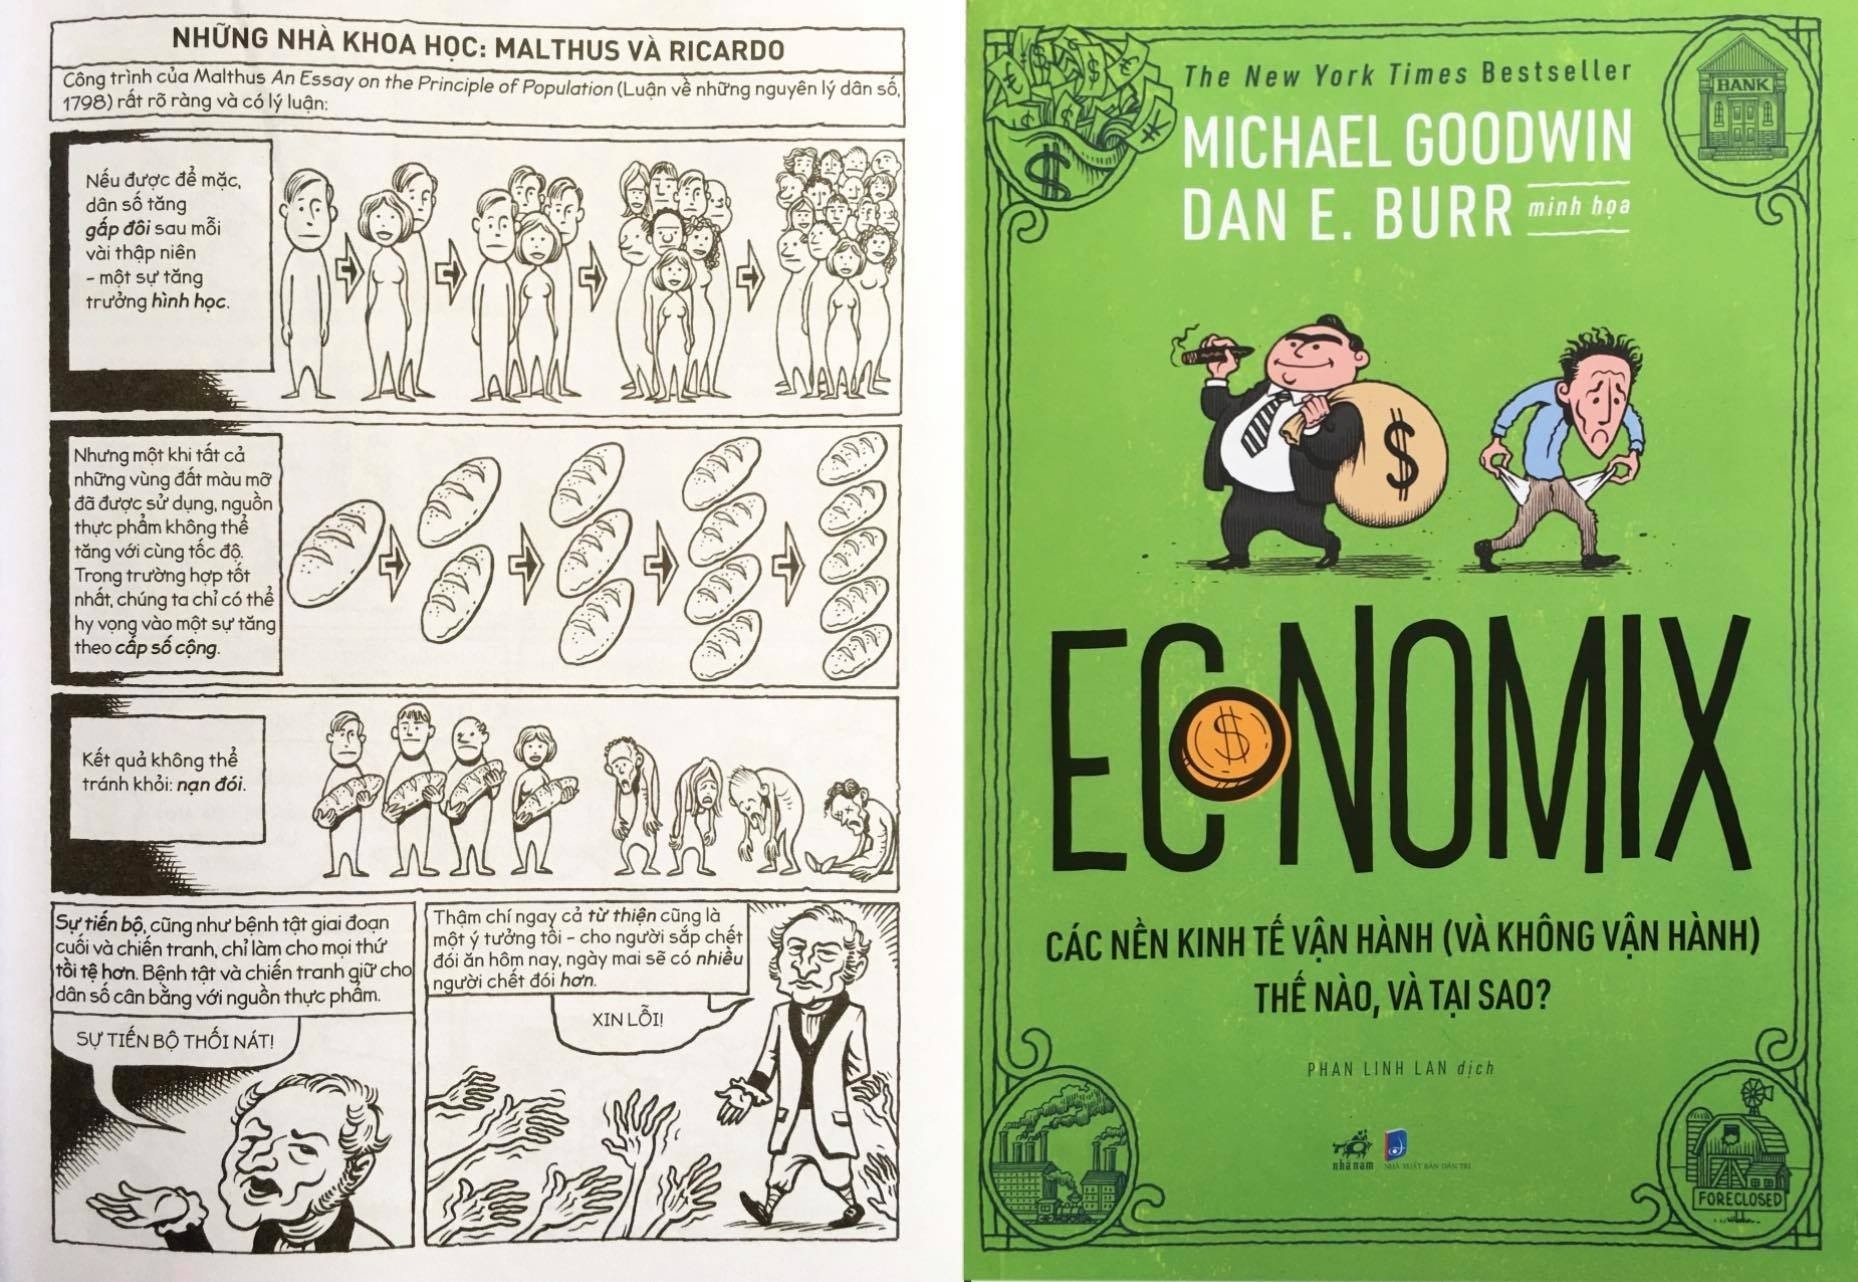 NHỮNG NHÀ KHOA HỌC: MALTHUS VÀ RICARDO
Công trình của Malthus An Essay on the Principle of Population (Luận về những nguyên lý dân số,
1798) rất rõ ràng và có lý luận:
Nếu được để mặc,
dân số tăng
gấp đôi sau mỗi
vài thập niên
– một sự tăng
trưởng hình học.
Nhưng một khi tất cả
những vùng đất màu mỡ
đã được sử dụng, nguồn
thực phẩm không thể
tăng với cùng tốc độ.
Trong trường hợp tốt
nhất, chúng ta chỉ có thể
hy vọng vào một sự tăng
theo cấp số cộng.
Kết quả không thể
tránh khỏi: nạn đói.
Sự tiến bộ, cũng như bệnh tật giai đoạn
cuối và chiến tranh, chỉ làm cho mọi thứ
tồi tệ hơn. Bệnh tật và chiến tranh giữ cho
dân số cân bằng với nguồn thực phẩm.
SỰ TIẾN BỘ THỐI NÁT!
Thậm chí ngay cả từ thiện cũng là
một ý tưởng tồi – cho người sắp chết
đói ăn hôm nay, ngày mai sẽ có nhiều
người chết đói hơn.
XIN LỖI!
The New York Times Bestseller
MICHAEL GOODWIN
DAN E. BURR minh họa
BANK
$
$
ECONOMIX
$
CÁC NỀN KINH TẾ VẬN HÀNH (VÀ KHÔNG VẬN HÀNH)
THẾ NÀO, VÀ TẠI SAO?
PHAN LINH LAN dịch
nhã nam
NHÀ XUẤT BẢN DÂN TRÍ
FORECLOSED